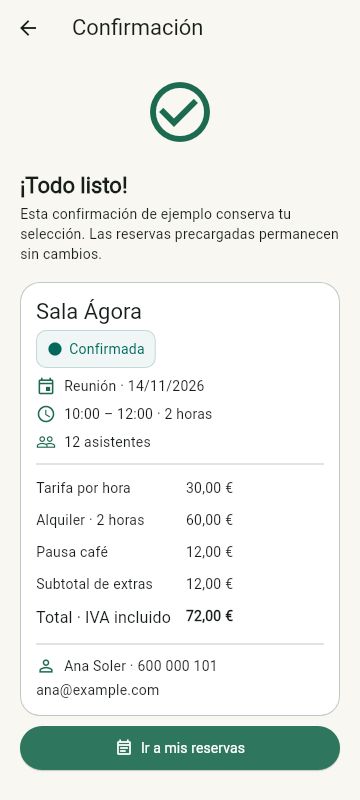 Confirmación
¡Todo listo!
Esta confirmación de ejemplo conserva tu
selección. Las reservas precargadas permanecen
sin cambios.
Sala Ágora
Confirmada
Reunión · 14/11/2026
10:00 – 12:00 · 2 horas
12 asistentes
Tarifa por hora 30,00 €
Alquiler · 2 horas 60,00 €
Pausa café 12,00 €
Subtotal de extras 12,00 €
Total · IVA incluido 72,00 €
Ana Soler · 600 000 101
ana@example.com
Ir a mis reservas